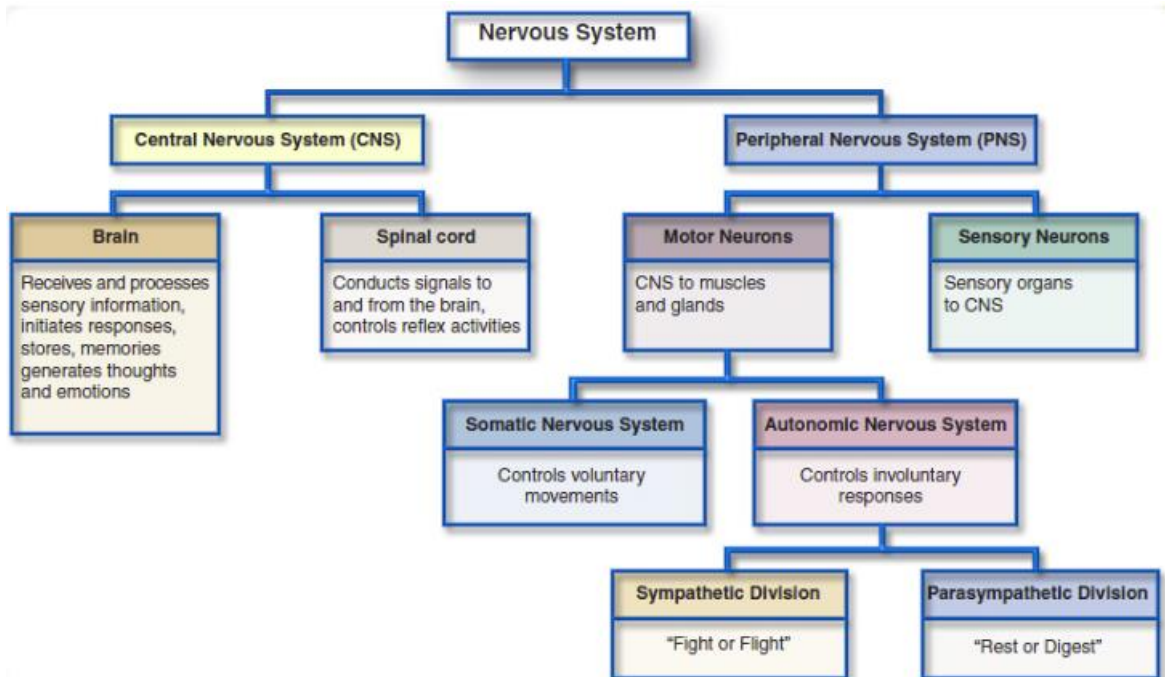 Nervous System
Central Nervous System (CNS)
Peripheral Nervous System (PNS)
Brain
Receives and processes
sensory information,
initiates responses,
stores, memories
generates thoughts
and emotions
Spinal cord
Conducts signals to
and from the brain,
controls reflex activities
Motor Neurons
CNS to muscles
and glands
Sensory Neurons
Sensory organs
to CNS
Somatic Nervous System
Controls voluntary
movements
Autonomic Nervous System
Controls involuntary
responses
Sympathetic Division
“Fight or Flight”
Parasympathetic Division
“Rest or Digest”